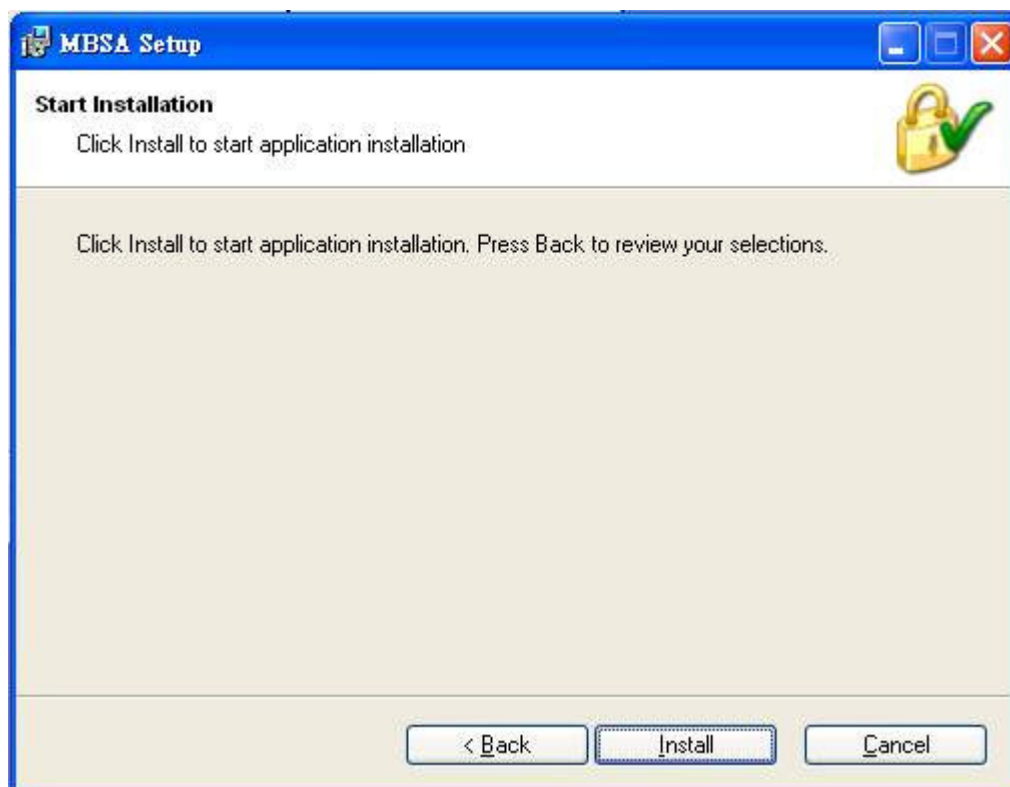 MBSA Setup
Start Installation
Click Install to start application installation
Click Install to start application installation. Press Back to review your selections.
< Back
Install
Cancel